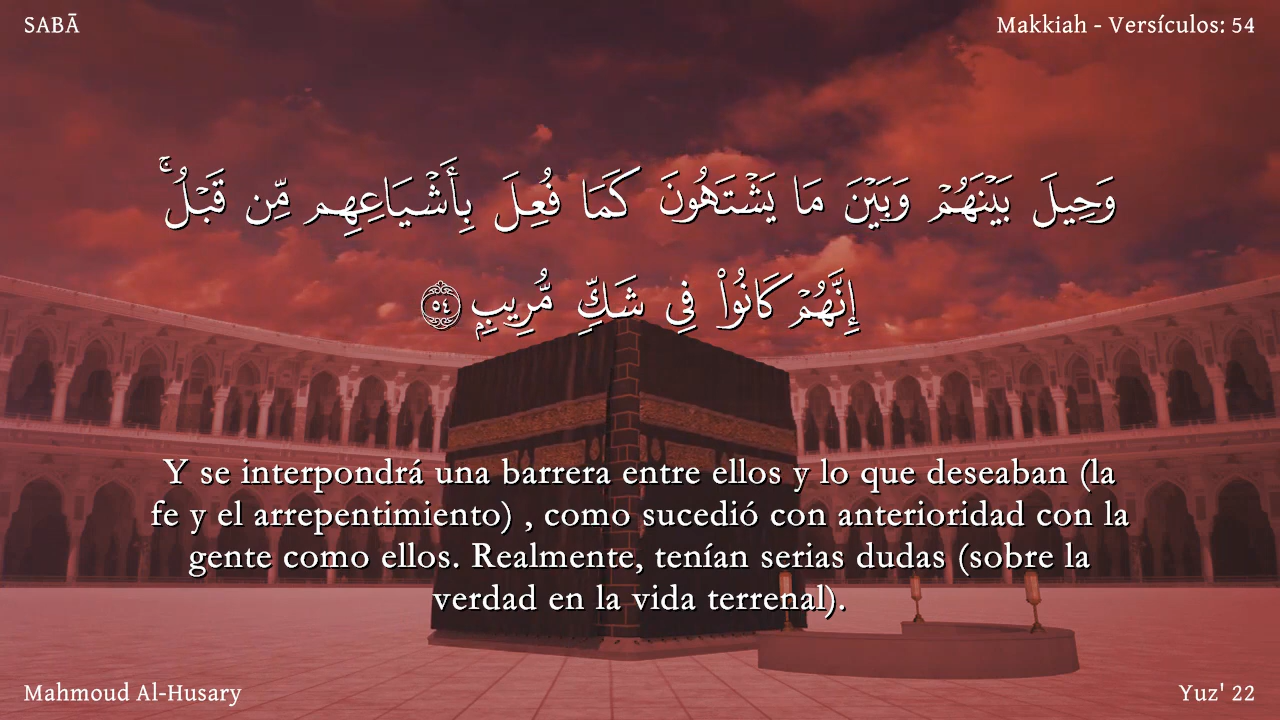 SABĀ
Makkiah - Versículos: 54
وَحِيلَ بَيْنَهُمْ وَبَيْنَ مَا يَشْتَهُونَ كَمَا فُعِلَ بِأَشْيَاعِهِم مِّن قَبْلُ ۚ
إِنَّهُمْ كَانُوا۟ فِى شَكٍّ مُّرِيبٍۭ ٥٤
Y se interpondrá una barrera entre ellos y lo que deseaban (la
fe y el arrepentimiento) , como sucedió con anterioridad con la
gente como ellos. Realmente, tenían serias dudas (sobre la
verdad en la vida terrenal).
Mahmoud Al-Husary
Yuz' 22